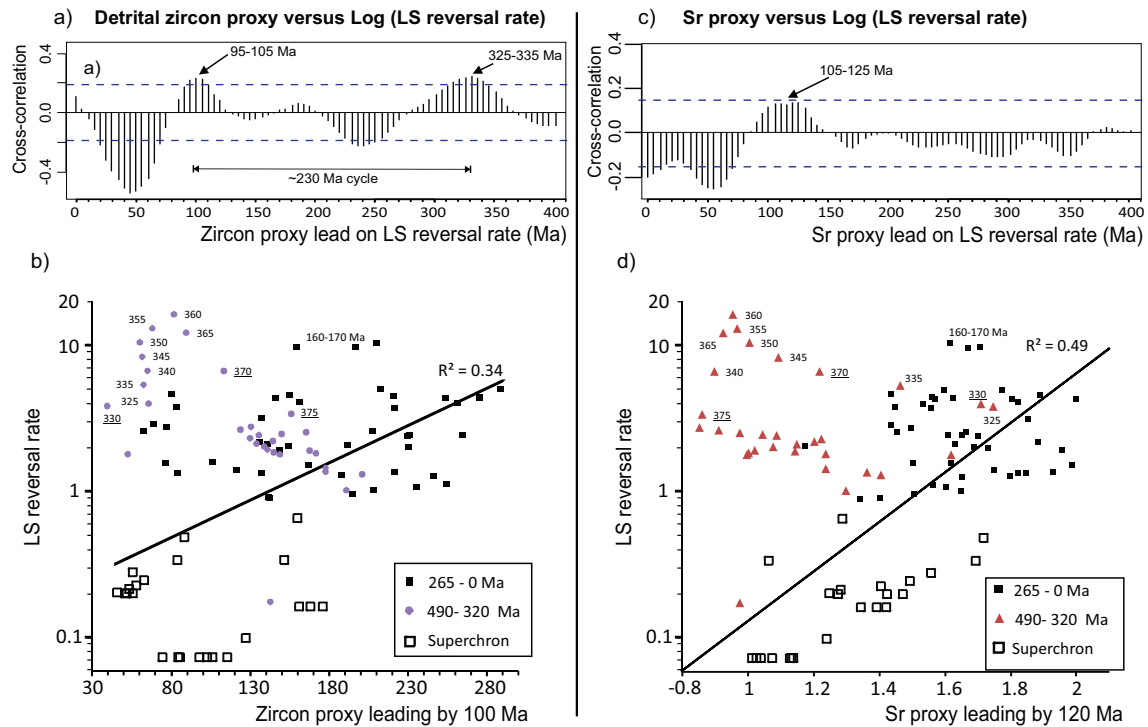 a) Detrital zircon proxy versus Log (LS reversal rate)
a)
95-105 Ma
325-335 Ma
~230 Ma cycle
Cross-correlation
0.4
0.0
-0.4
0 50 100 150 200 250 300 350 400
Zircon proxy lead on LS reversal rate (Ma)
c) Sr proxy versus Log (LS reversal rate)
105-125 Ma
Cross-correlation
0.4
0.2
0.0
0.2
0 50 100 150 200 250 300 350 400
Sr proxy lead on LS reversal rate (Ma)
b)
LS reversal rate
20
10
1
0.1
360
355
365
350
345
340
370
335
330
325
375
160-170 Ma
R² = 0.34
265 - 0 Ma
490- 320 Ma
Superchron
30 80 130 180 230 280
Zircon proxy leading by 100 Ma
d)
LS reversal rate
20
10
1
0.1
360
355
365
350
345
340
370
375
335
330
325
160-170 Ma
R² = 0.49
265 - 0 Ma
490- 320 Ma
Superchron
-0.8 1 1.2 1.4 1.6 1.8 2
Sr proxy leading by 120 Ma